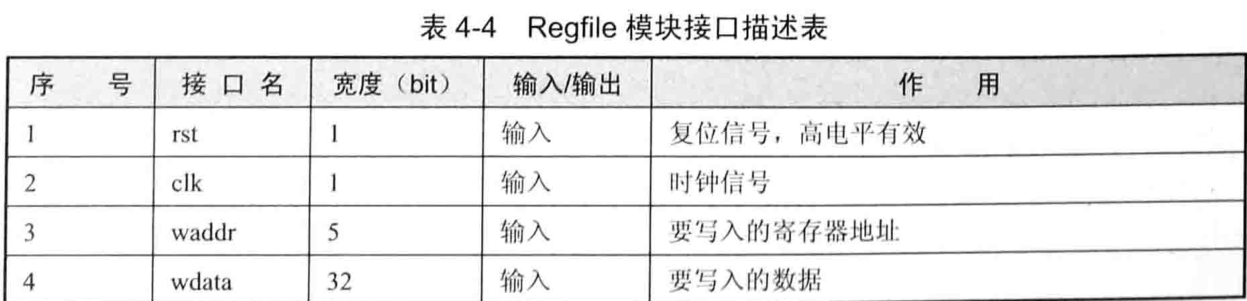 表 4-4 Regfile 模块接口描述表
序 号 接 口 名 宽度（bit） 输入/输出 作 用
1 rst 1 输入 复位信号，高电平有效
2 clk 1 输入 时钟信号
3 waddr 5 输入 要写入的寄存器地址
4 wdata 32 输入 要写入的数据